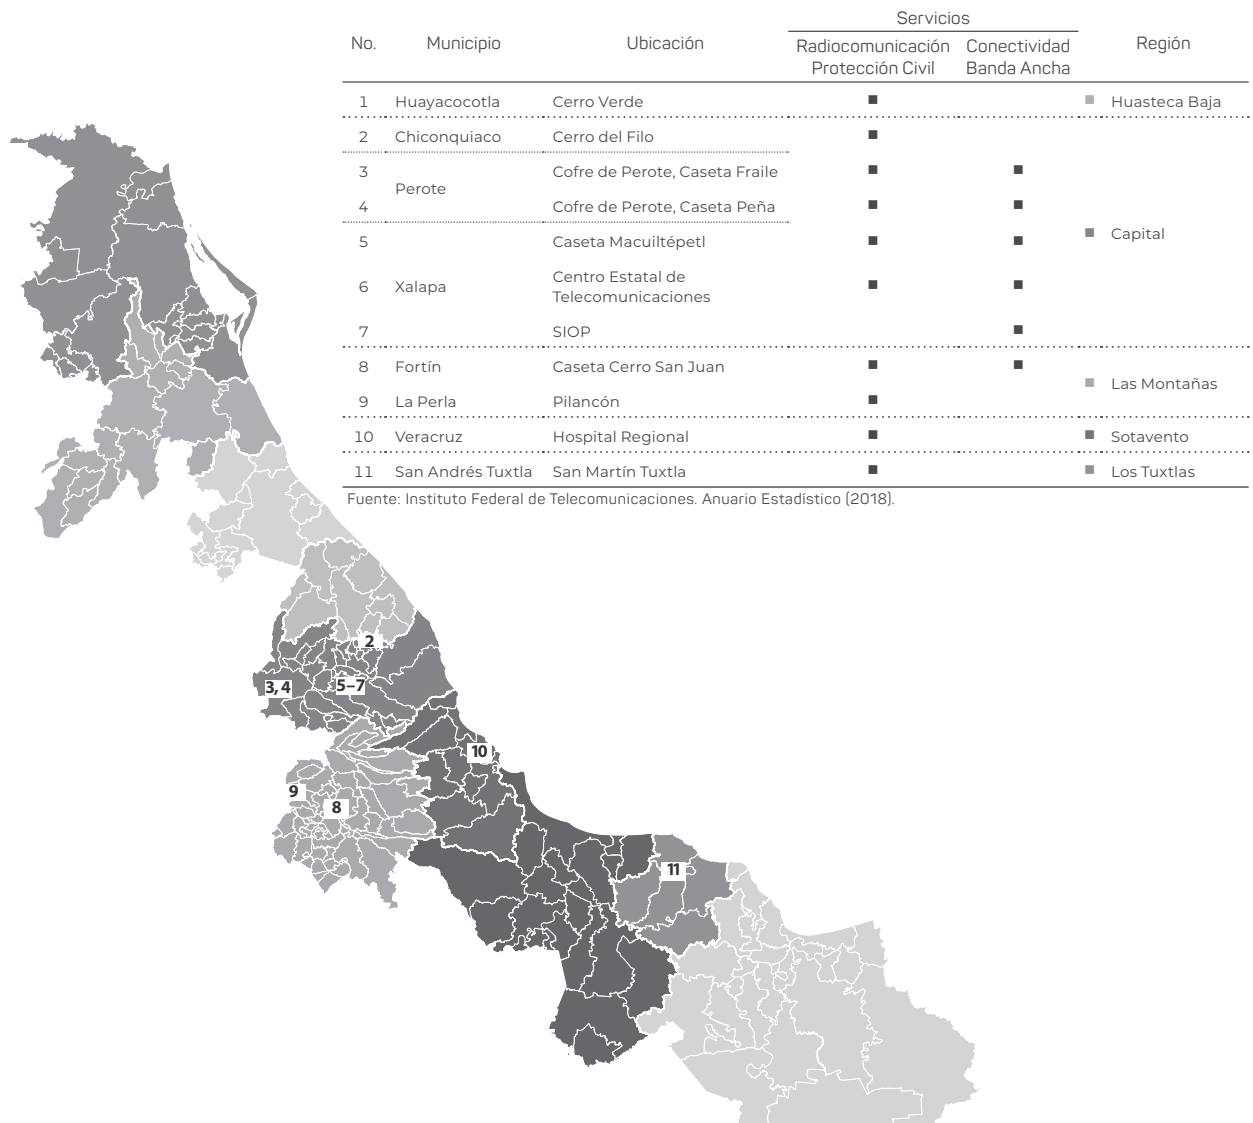 Servicios
No. Municipio Ubicación Radiocomunicación Conectividad Región
Protección Civil Banda Ancha
1 Huayacocotla Cerro Verde ■ ■ Huasteca Baja
2 Chiconquiaco Cerro del Filo ■
3 Cofre de Perote, Caseta Fraile ■ ■
Perote
4 Cofre de Perote, Caseta Peña ■ ■
■ Capital
5 Caseta Macuiltépetl ■ ■
Centro Estatal de
6 Xalapa ■ ■
Telecomunicaciones
7 SIOP ■
8 Fortín Caseta Cerro San Juan ■ ■
■ Las Montañas
9 La Perla Pilancón ■
10 Veracruz Hospital Regional ■ ■ Sotavento
11 San Andrés Tuxtla San Martín Tuxtla ■ ■ Los Tuxtlas
Fuente: Instituto Federal de Telecomunicaciones. Anuario Estadístico (2018).
2
3, 4
5–7
10
9
8
11